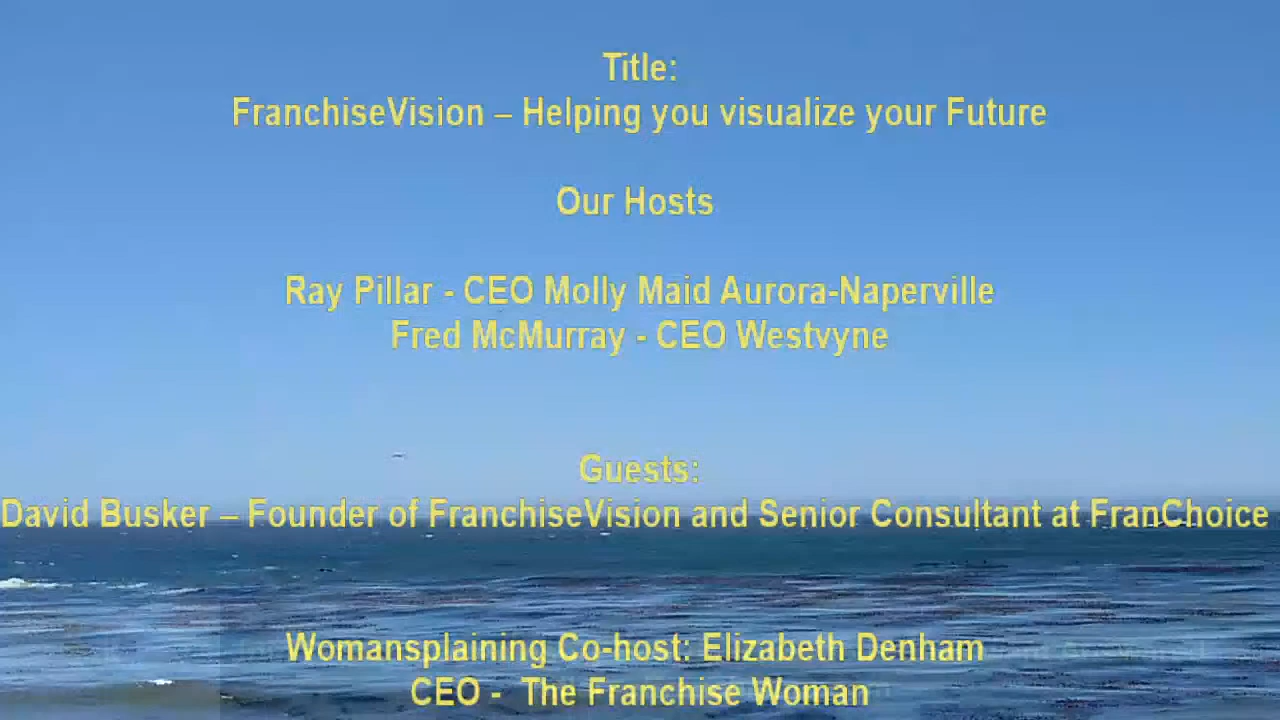 Title:
FranchiseVision – Helping you visualize your Future
Our Hosts
Ray Pillar - CEO Molly Maid Aurora-Naperville
Fred McMurray - CEO Westvyne
Guests:
David Busker – Founder of FranchiseVision and Senior Consultant at FranChoice
Womansplaining Co-host: Elizabeth Denham
CEO - The Franchise Woman